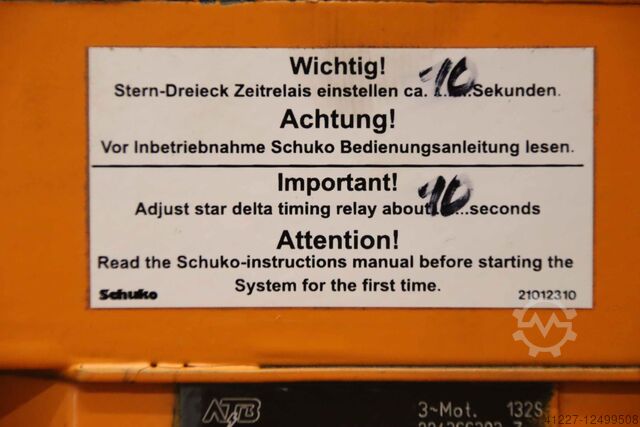 Wichtig!
Stern-Dreieck Zeitrelais einstellen ca. 10 Sekunden.
Achtung!
Vor Inbetriebnahme Schuko Bedienungsanleitung lesen.
Important!
Adjust star delta timing relay about 10 ...seconds
Attention!
Read the Schuko-instructions manual before starting the
System for the first time.
Schuko 21012310
ATB 3~Mot. 132S
41227-12499508